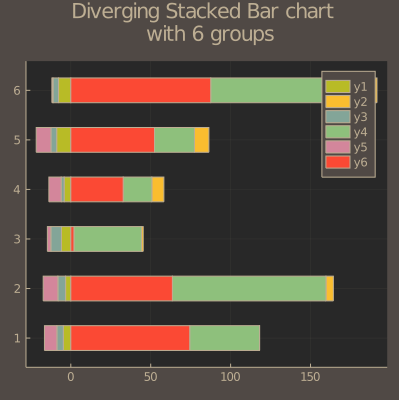 Diverging Stacked Bar chart
with 6 groups
6
5
4
3
2
1
0
50
100
150
y1
y2
y3
y4
y5
y6